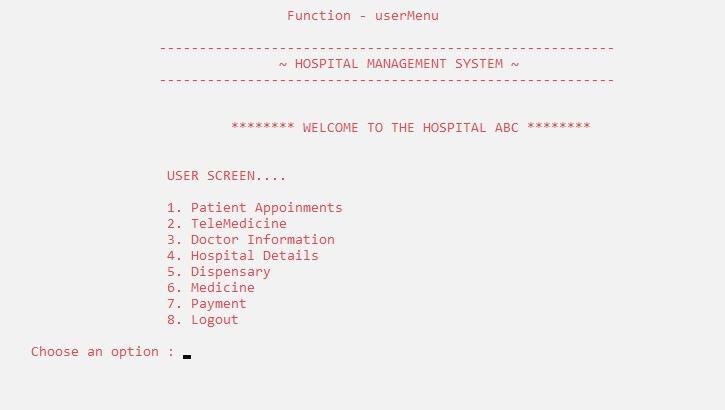 Function - userMenu
---------------------------------------------------------
~ HOSPITAL MANAGEMENT SYSTEM ~
---------------------------------------------------------
******** WELCOME TO THE HOSPITAL ABC ********
USER SCREEN....
1. Patient Appoinments
2. TeleMedicine
3. Doctor Information
4. Hospital Details
5. Dispensary
6. Medicine
7. Payment
8. Logout
Choose an option :